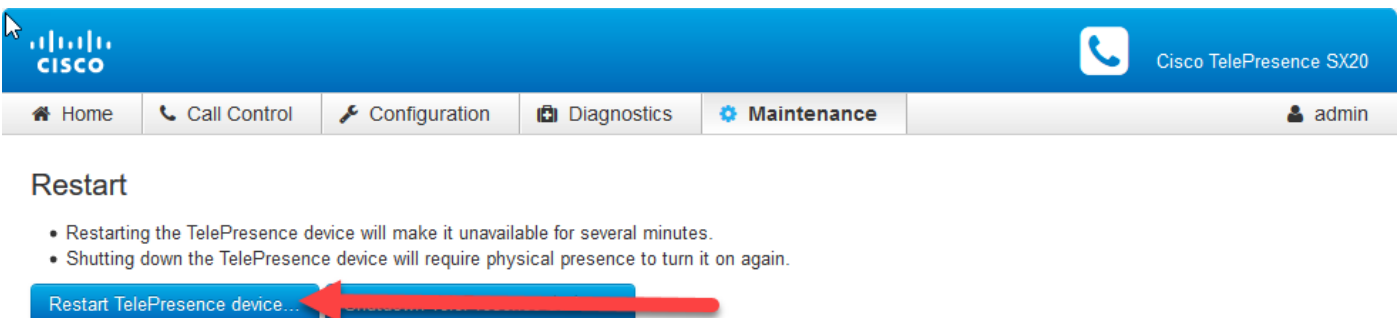 CISCO
Cisco TelePresence SX20
Home Call Control Configuration Diagnostics Maintenance admin
Restart
• Restarting the TelePresence device will make it unavailable for several minutes.
• Shutting down the TelePresence device will require physical presence to turn it on again.
Restart TelePresence device...